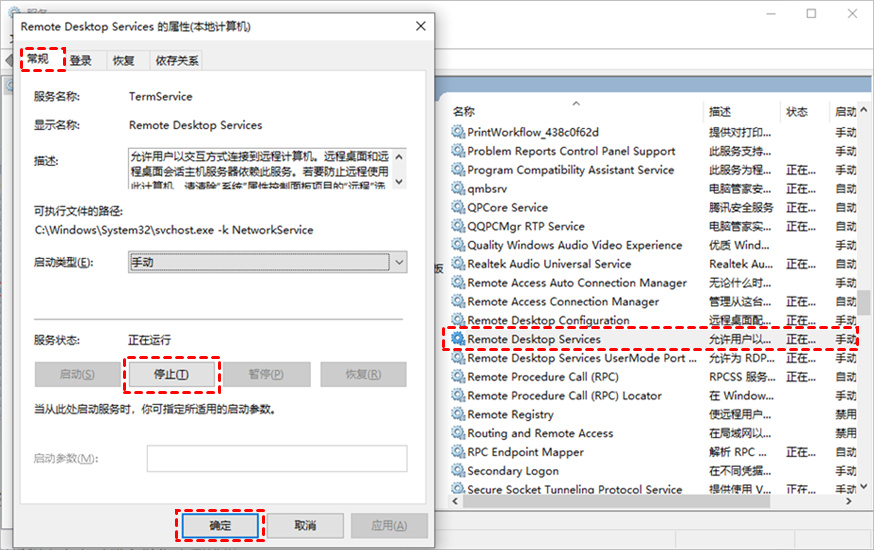 服务
Remote Desktop Services 的属性(本地计算机)
常规
登录
恢复
依存关系
服务名称:
TermService
显示名称:
Remote Desktop Services
描述:
允许用户以交互方式连接到远程计算机。远程桌面和远
程桌面会话主机服务器依赖此服务。若要防止远程使用
此计算机，请清除“系统”属性控制面板项目的“远程”选
可执行文件的路径:
C:\Windows\System32\svchost.exe -k NetworkService
启动类型(E):
手动
服务状态:
正在运行
启动(S)
停止(T)
暂停(P)
恢复(R)
当从此处启动服务时，你可指定所适用的启动参数。
启动参数(M):
确定
取消
应用(A)
板
名称 描述 状态 启动
PrintWorkflow_438c0f62d 提供对打印... 手动
Problem Reports Control Panel Support 此服务支持... 手动
Program Compatibility Assistant Service 此服务为程... 正在... 手动
qmbsrv 电脑管家安... 正在... 手动
QPCore Service 腾讯安全服务 正在... 自动
QQPCMgr RTP Service 电脑管家实... 正在... 自动
Quality Windows Audio Video Experience 优质 Wind... 手动
Realtek Audio Universal Service Realtek Au... 正在... 自动
Remote Access Auto Connection Manager 无论什么时... 手动
Remote Access Connection Manager 管理从这台... 正在... 自动
Remote Desktop Configuration 远程桌面配... 正在... 手动
Remote Desktop Services 允许用户以... 正在... 手动
Remote Desktop Services UserMode Port ... 允许为 RDP... 正在... 手动
Remote Procedure Call (RPC) RPCSS 服务... 正在... 自动
Remote Procedure Call (RPC) Locator 在 Window... 手动
Remote Registry 使远程用户... 禁用
Routing and Remote Access 在局域网以... 禁用
RPC Endpoint Mapper 解析 RPC ... 正在... 自动
Secondary Logon 在不同凭据... 手动
Secure Socket Tunneling Protocol Service 提供使用 V... 正在... 手动